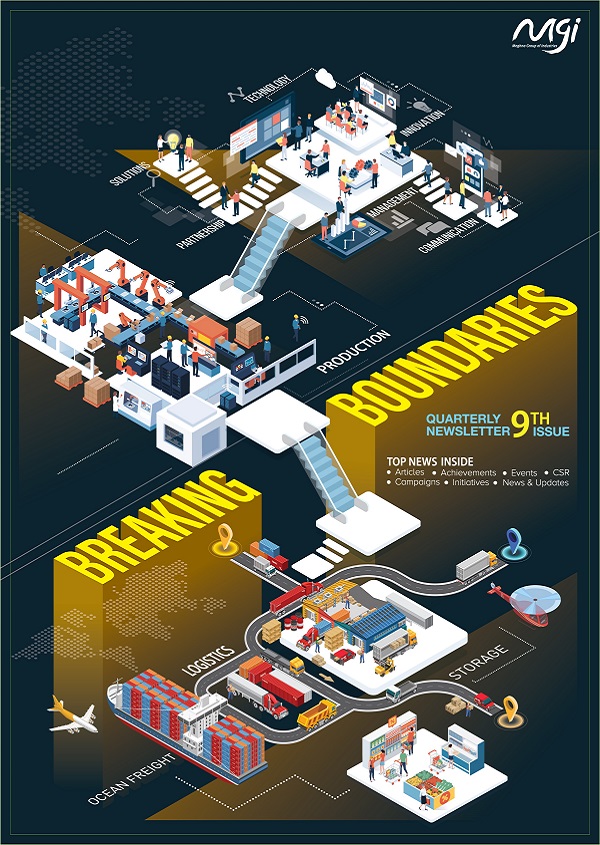 Mgi
Meghna Group of Industries
TECHNOLOGY
INNOVATION
SOLUTIONS
PARTNERSHIP
MANAGEMENT
COMMUNICATION
PRODUCTION
BOUNDARIES
QUARTERLY
NEWSLETTER
9TH
ISSUE
TOP NEWS INSIDE
• Articles • Achievements • Events • CSR
• Campaigns • Initiatives • News & Updates
BREAKING
LOGISTICS
STORAGE
OCEAN FREIGHT